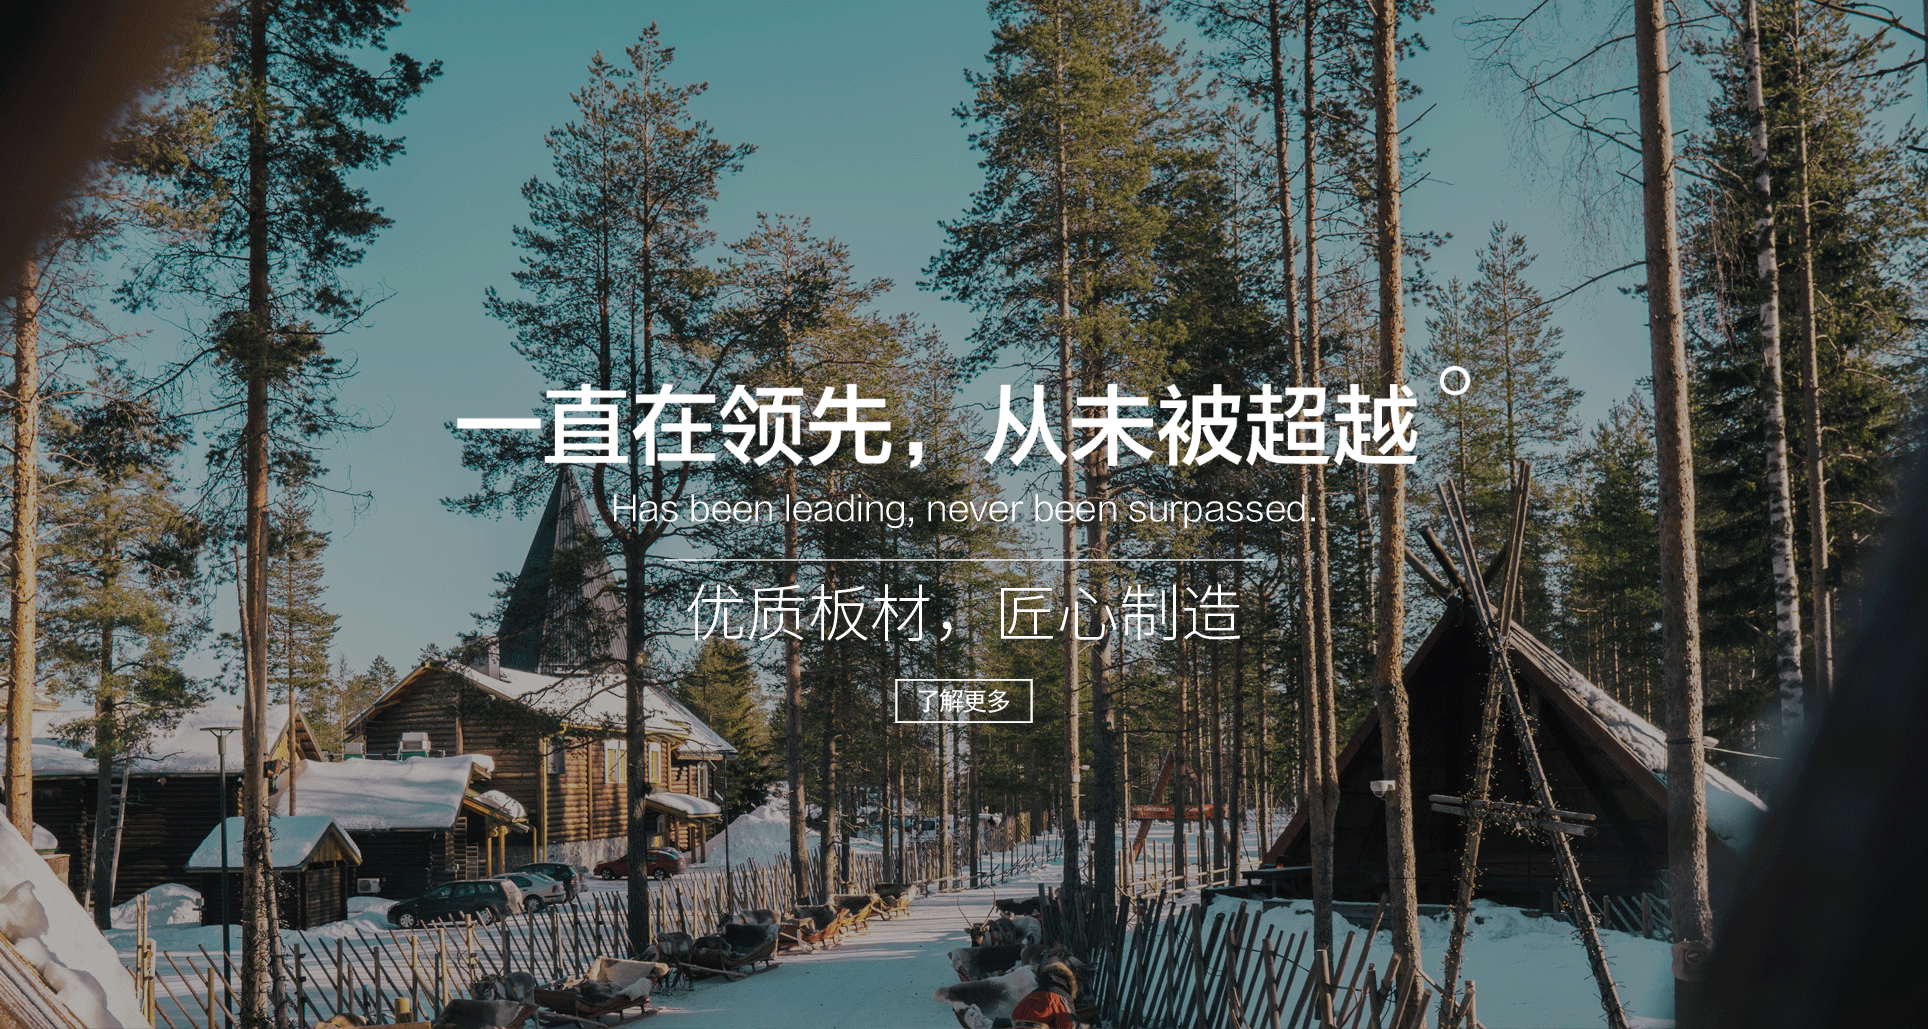 一直在领先，从未被超越
Has been leading, never been surpassed.
优质板材，匠心制造
了解更多